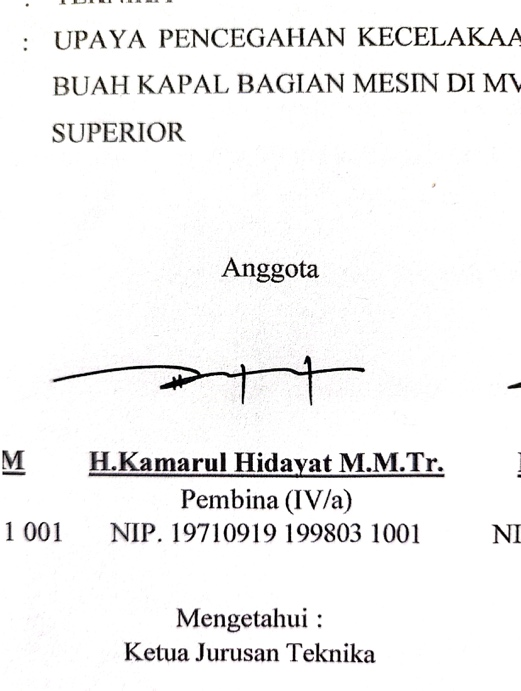 : TEKNIKA
: UPAYA PENCEGAHAN KECELAKAA
BUAH KAPAL BAGIAN MESIN DI MV
SUPERIOR
Anggota
M H.Kamarul Hidayat M.M.Tr.
Pembina (IV/a)
1 001 NIP. 19710919 199803 1001 NI
Mengetahui :
Ketua Jurusan Teknika